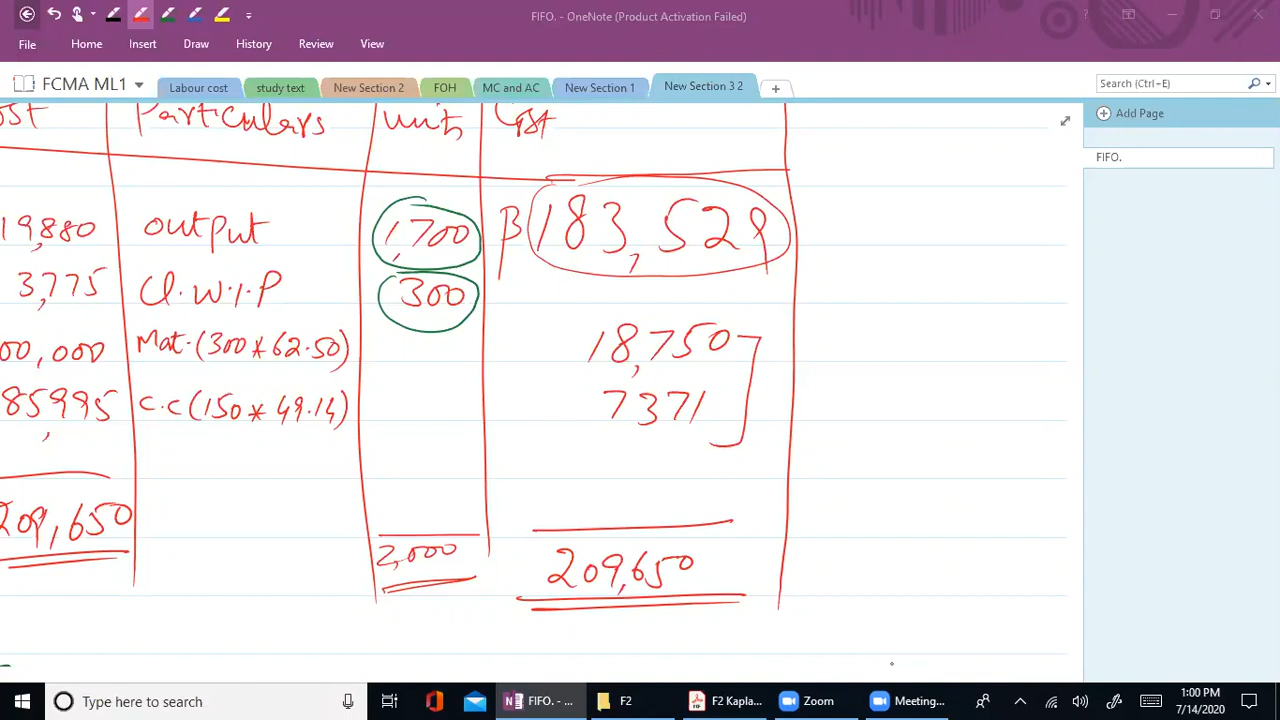 FIFO. - OneNote (Product Activation Failed)
File Home Insert Draw History Review View
FCMA ML1 Labour cost study text New Section 2 FOH MC and AC New Section 1 New Section 3 2 Search (Ctrl+E)
Add Page
FIFO.
ost Particulars Units Cost
19,880 output 1,700 β 183,529
3,775 Cl.W.I.P 300
00,000 Mat.(300*62.50) 18,750
85,995 C.C(150*49.14) 7371
209,650 2,000 209,650
Type here to search FIFO. - ... F2 F2 Kapla... Zoom Meeting... 1:00 PM
7/14/2020